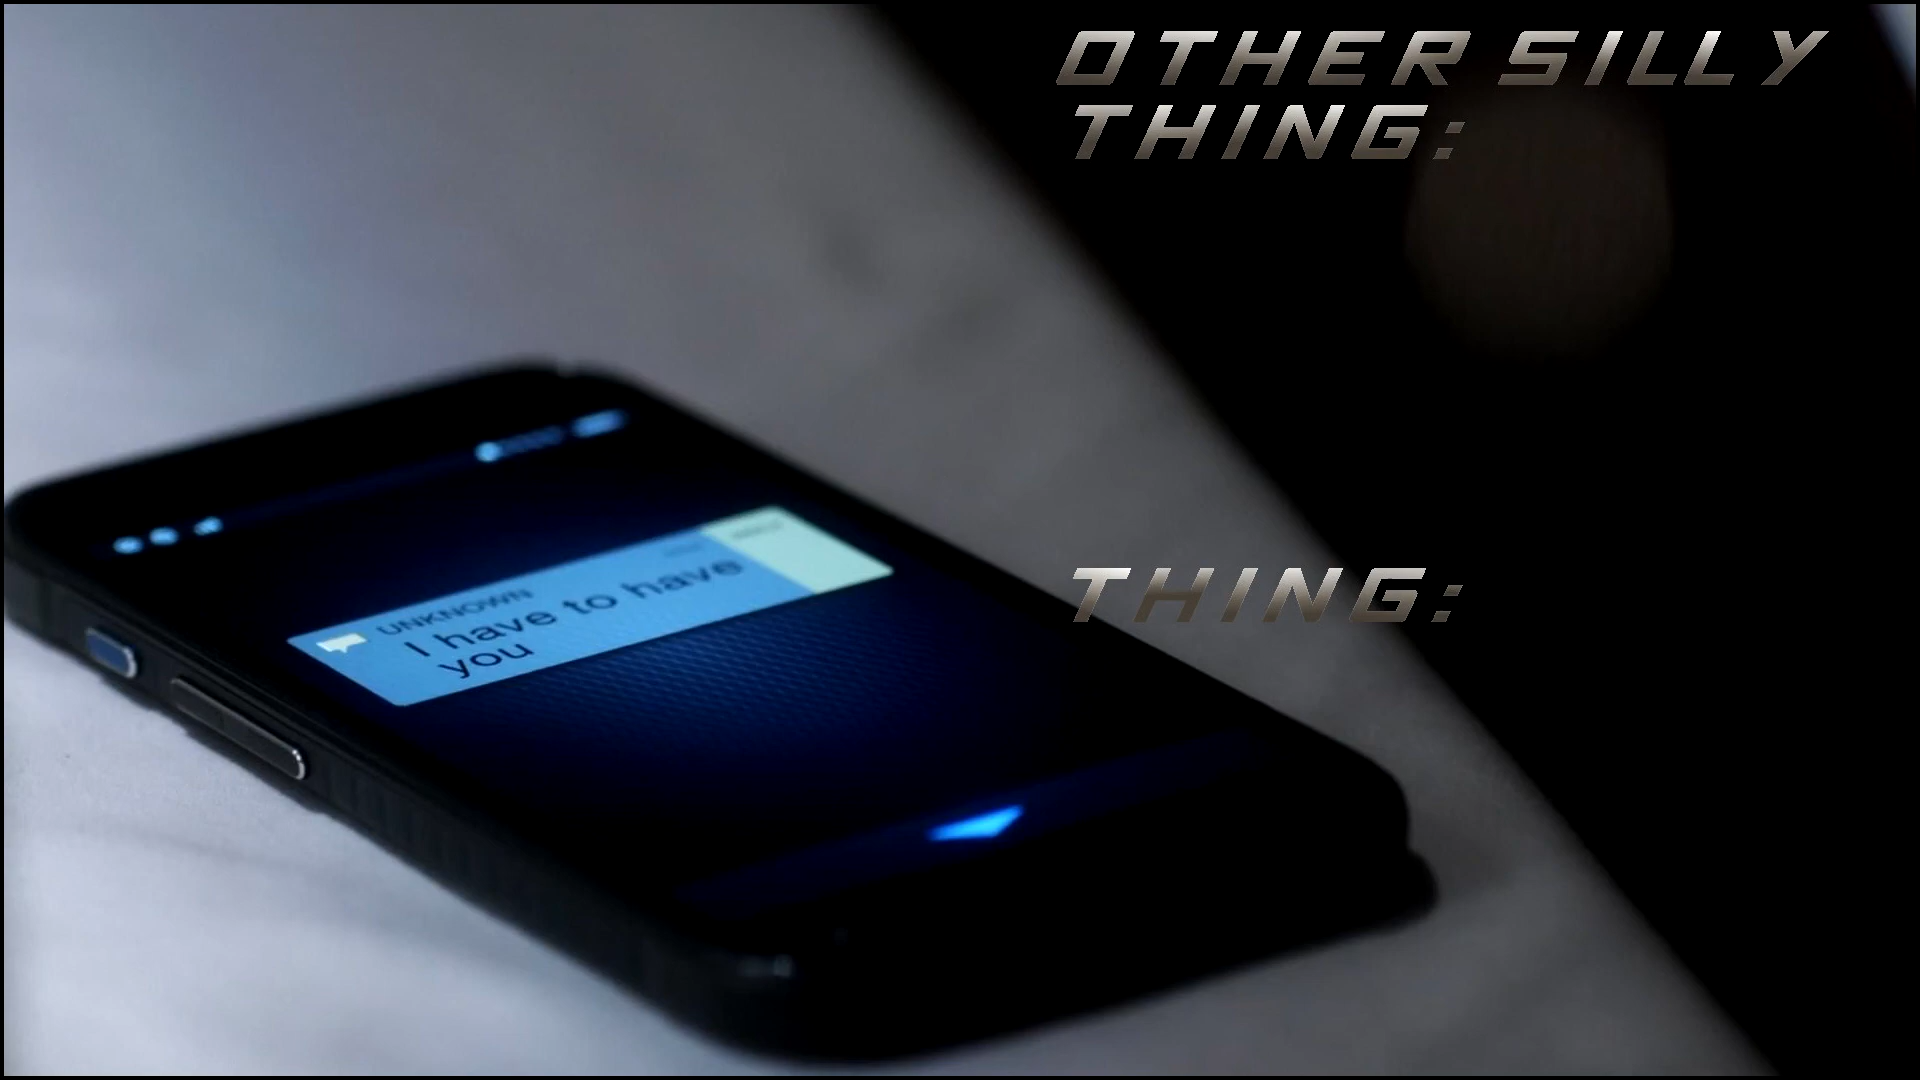 OTHER SILLY
THING:
UNKNOWN
I have to have
you
THING: